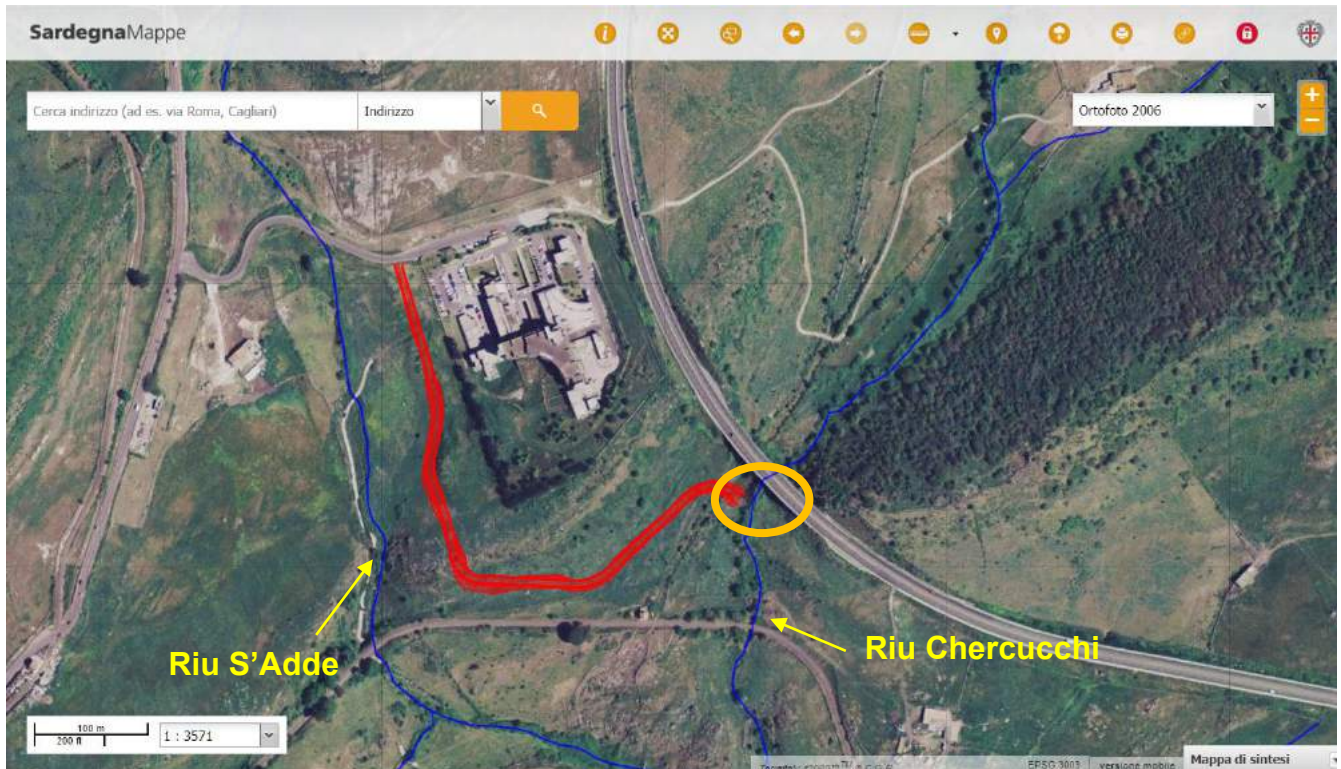 SardegnaMappe
Cerca indirizzo (ad es. via Roma, Cagliari)
Indirizzo
Ortofoto 2006
Riu S'Adde
Riu Chercucchi
100 m
200 ft
1 : 3571
EPSG 3003
versione mobile
Mappa di sintesi